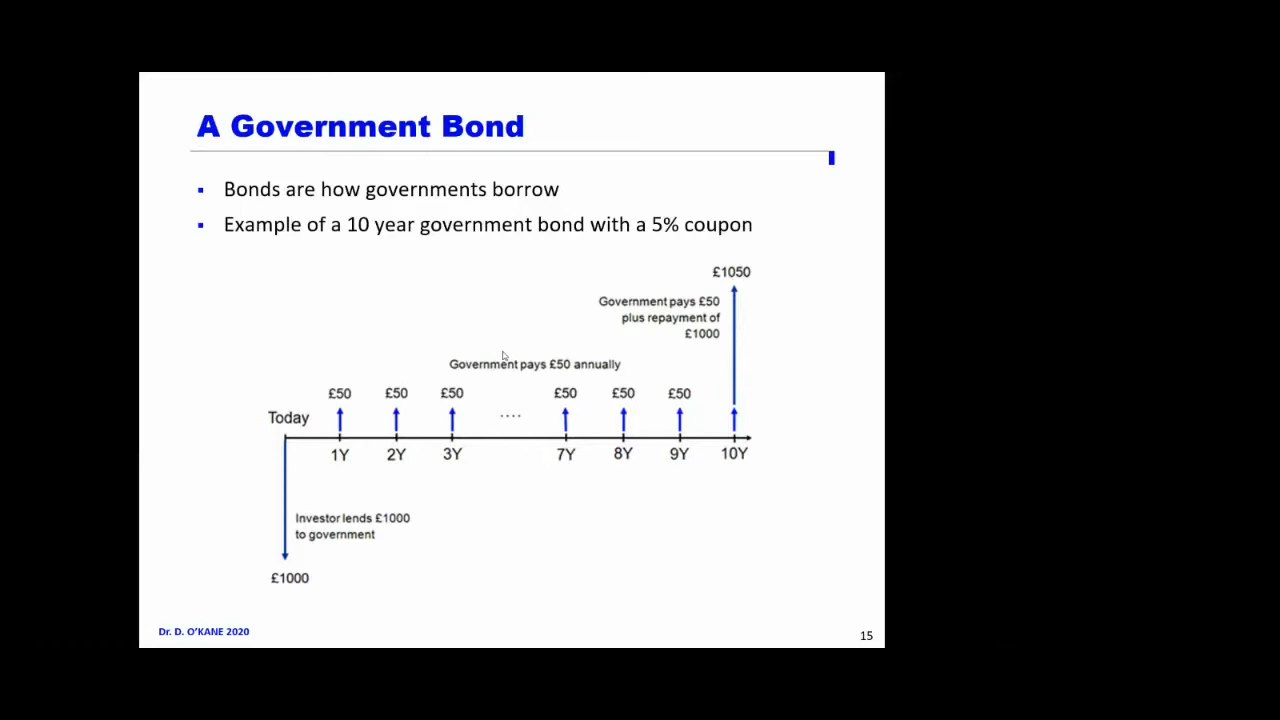 A Government Bond
Bonds are how governments borrow
Example of a 10 year government bond with a 5% coupon
£1050
Government pays £50
plus repayment of
£1000
Government pays £50 annually
£50 £50 £50 .... £50 £50 £50
Today
1Y 2Y 3Y 7Y 8Y 9Y 10Y
Investor lends £1000
to government
£1000
Dr. D. O'KANE 2020
15